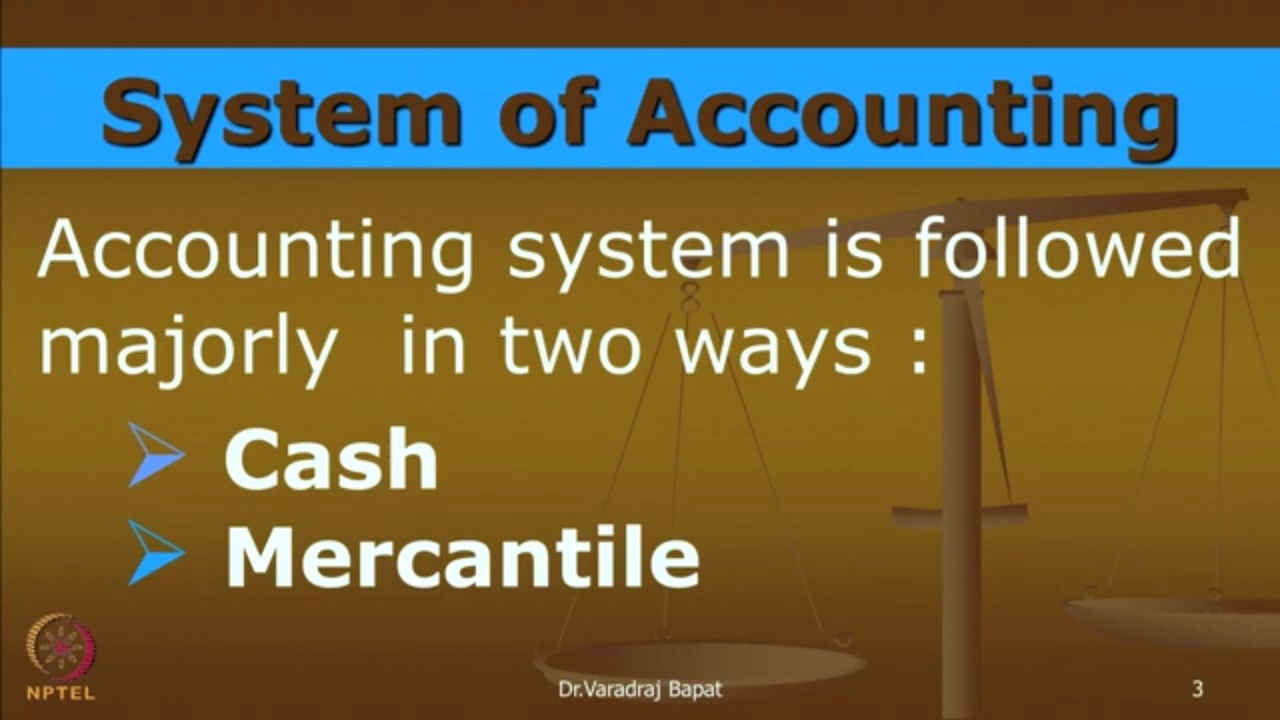 System of Accounting
Accounting system is followed
majorly in two ways :
Cash
Mercantile
NPTEL
Dr.Varadraj Bapat
3